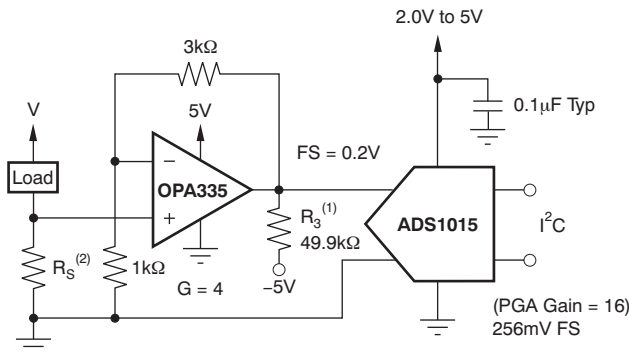 2.0V to 5V
3kΩ
V
5V
0.1µF Typ
FS = 0.2V
Load
−
OPA335
+
R3(1)
49.9kΩ
ADS1015
I2C
RS(2)
1kΩ
G = 4
−5V
(PGA Gain = 16)
256mV FS